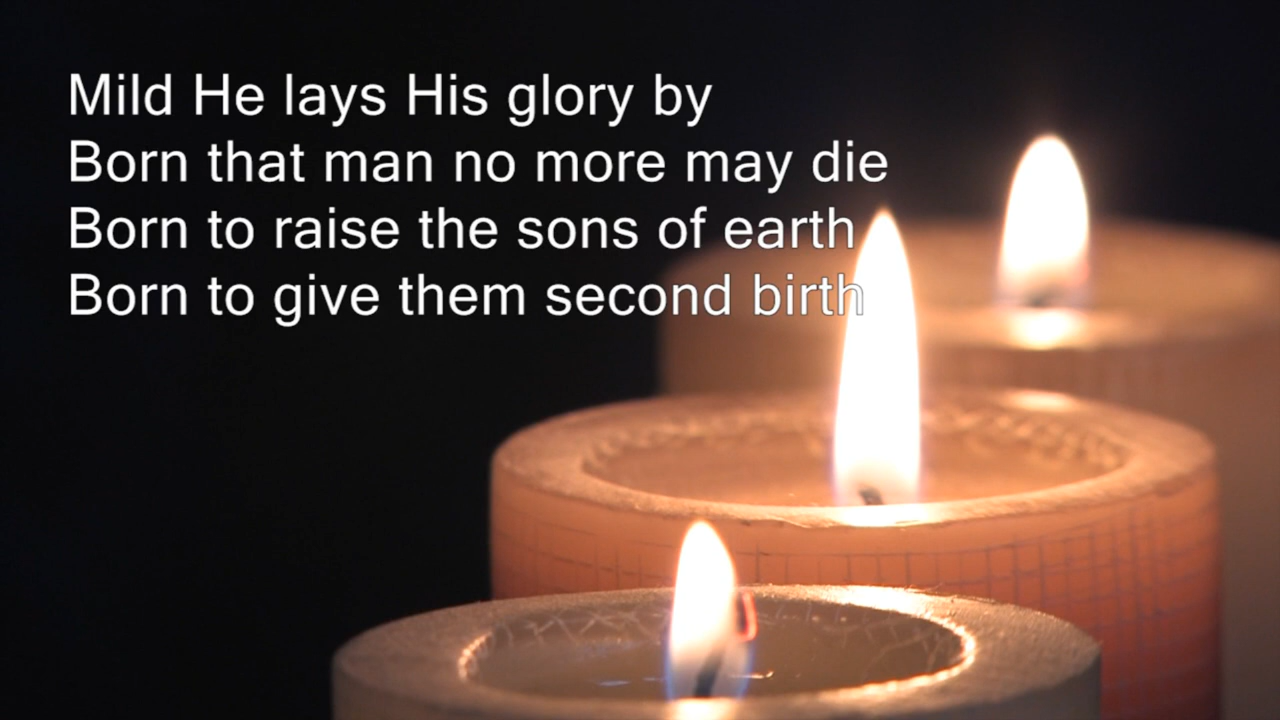 Mild He lays His glory by
Born that man no more may die
Born to raise the sons of earth
Born to give them second birth